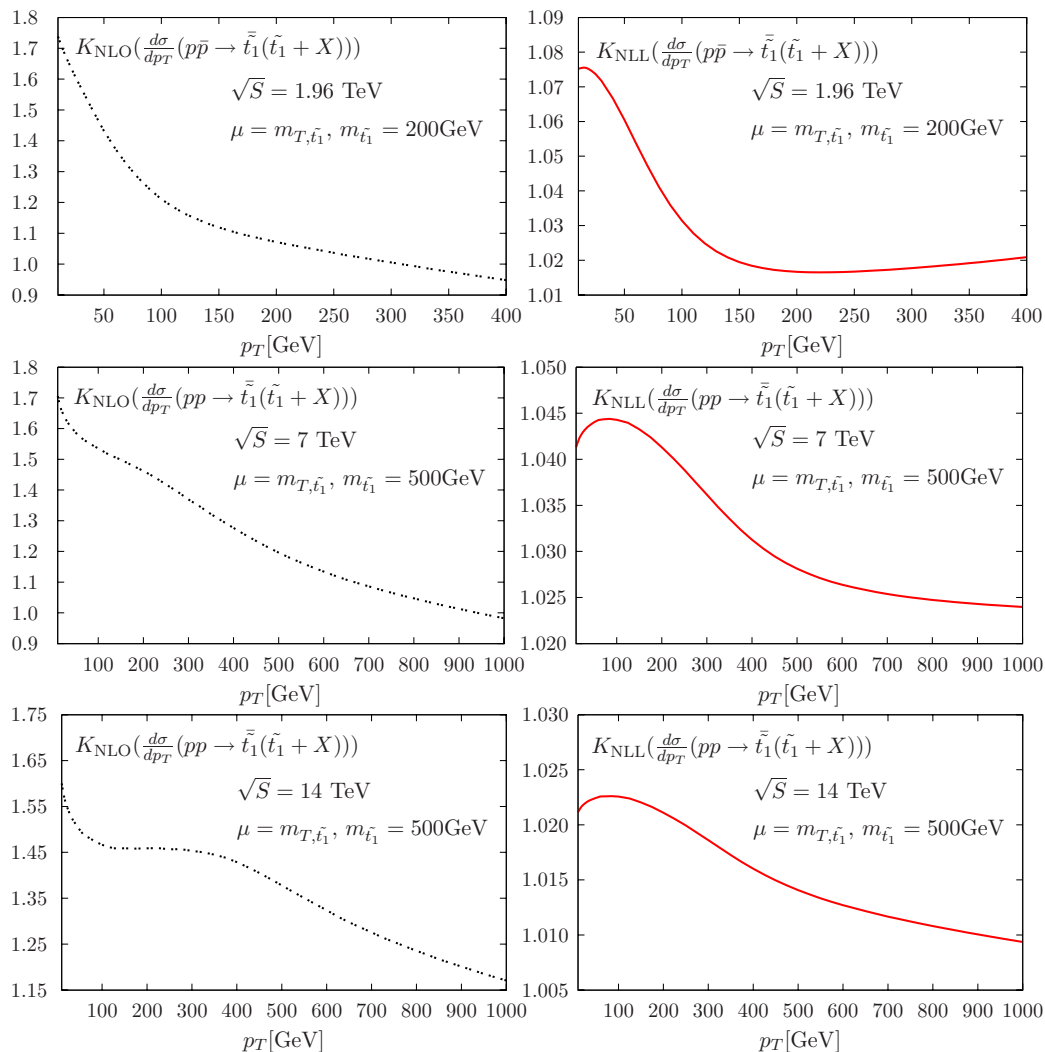 K_NLO(dσ/dp_T(pp̄ → t̃̄_1(t̃_1 + X)))
√S = 1.96 TeV
μ = m_{T,t̃_1}, m_{t̃_1} = 200GeV
1.8
1.7
1.6
1.5
1.4
1.3
1.2
1.1
1.0
0.9
50 100 150 200 250 300 350 400
p_T[GeV]
K_NLL(dσ/dp_T(pp̄ → t̃̄_1(t̃_1 + X)))
√S = 1.96 TeV
μ = m_{T,t̃_1}, m_{t̃_1} = 200GeV
1.09
1.08
1.07
1.06
1.05
1.04
1.03
1.02
1.01
50 100 150 200 250 300 350 400
p_T[GeV]
K_NLO(dσ/dp_T(pp → t̃̄_1(t̃_1 + X)))
√S = 7 TeV
μ = m_{T,t̃_1}, m_{t̃_1} = 500GeV
1.8
1.7
1.6
1.5
1.4
1.3
1.2
1.1
1.0
0.9
100 200 300 400 500 600 700 800 900 1000
p_T[GeV]
K_NLL(dσ/dp_T(pp → t̃̄_1(t̃_1 + X)))
√S = 7 TeV
μ = m_{T,t̃_1}, m_{t̃_1} = 500GeV
1.050
1.045
1.040
1.035
1.030
1.025
1.020
100 200 300 400 500 600 700 800 900 1000
p_T[GeV]
K_NLO(dσ/dp_T(pp → t̃̄_1(t̃_1 + X)))
√S = 14 TeV
μ = m_{T,t̃_1}, m_{t̃_1} = 500GeV
1.75
1.65
1.55
1.45
1.35
1.25
1.15
100 200 300 400 500 600 700 800 900 1000
p_T[GeV]
K_NLL(dσ/dp_T(pp → t̃̄_1(t̃_1 + X)))
√S = 14 TeV
μ = m_{T,t̃_1}, m_{t̃_1} = 500GeV
1.030
1.025
1.020
1.015
1.010
1.005
100 200 300 400 500 600 700 800 900 1000
p_T[GeV]